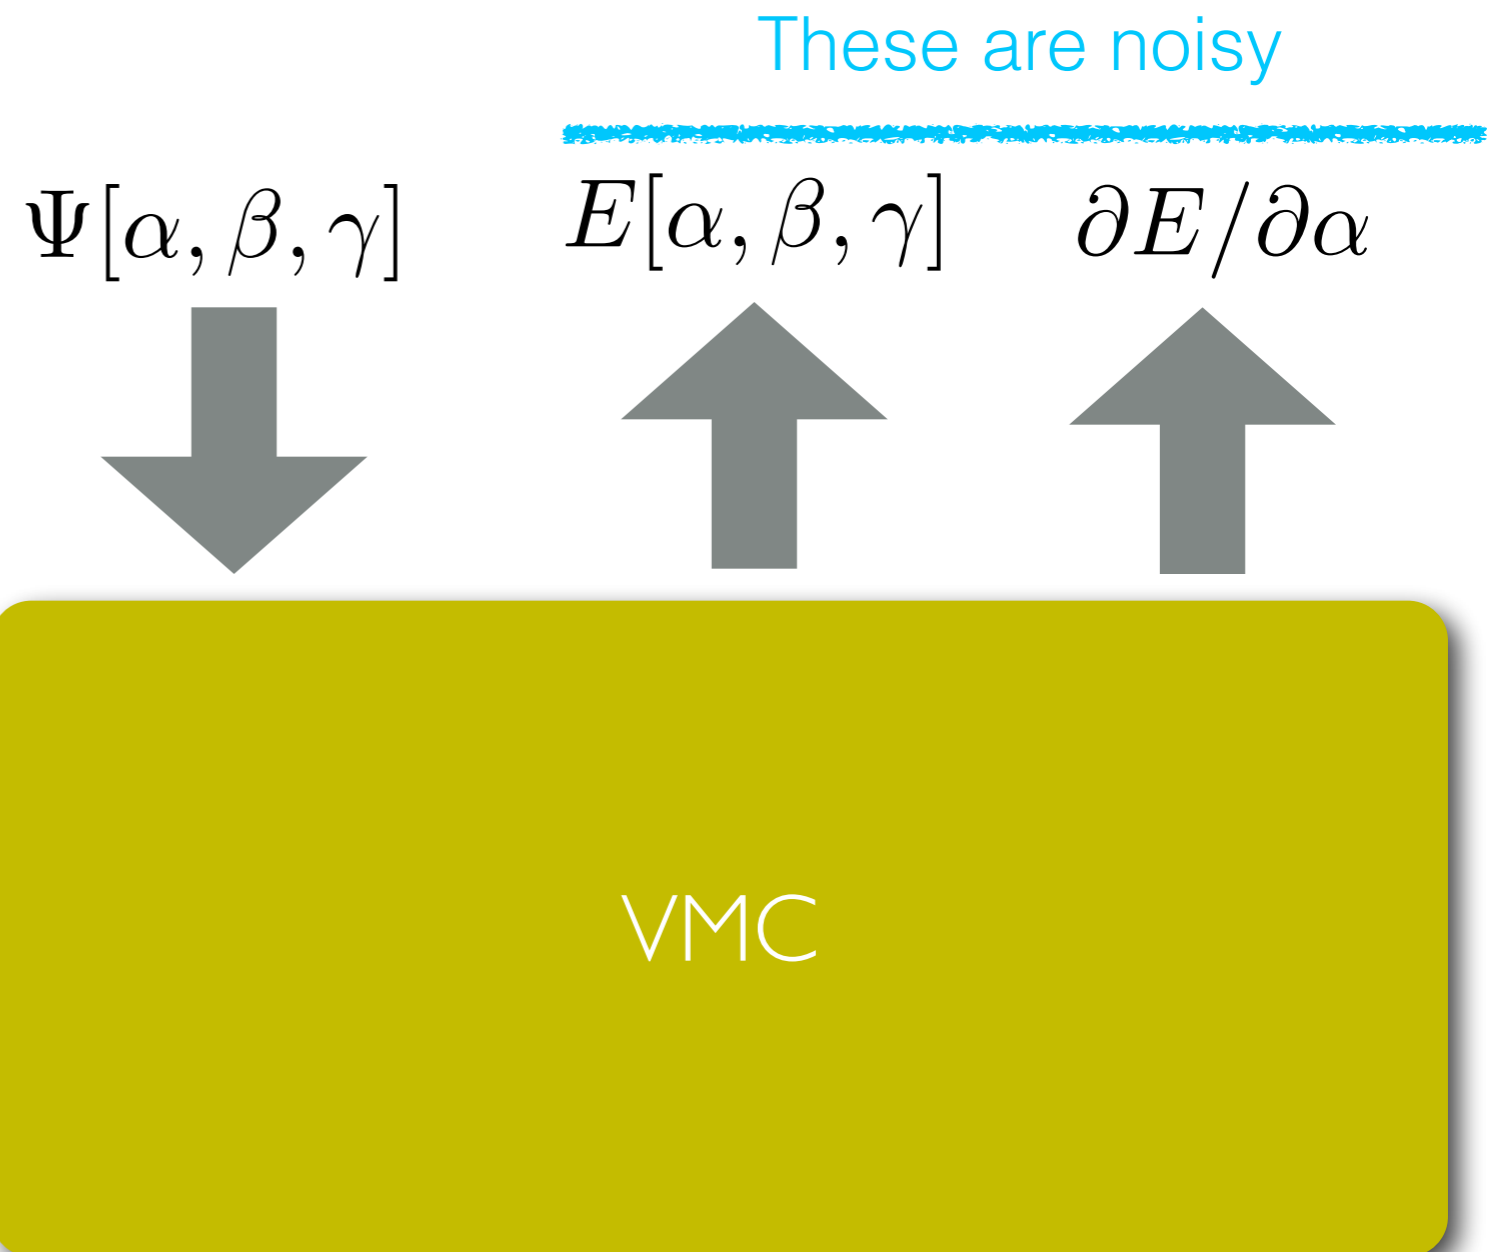 These are noisy
Ψ[α, β, γ] E[α, β, γ] ∂E/∂α
VMC